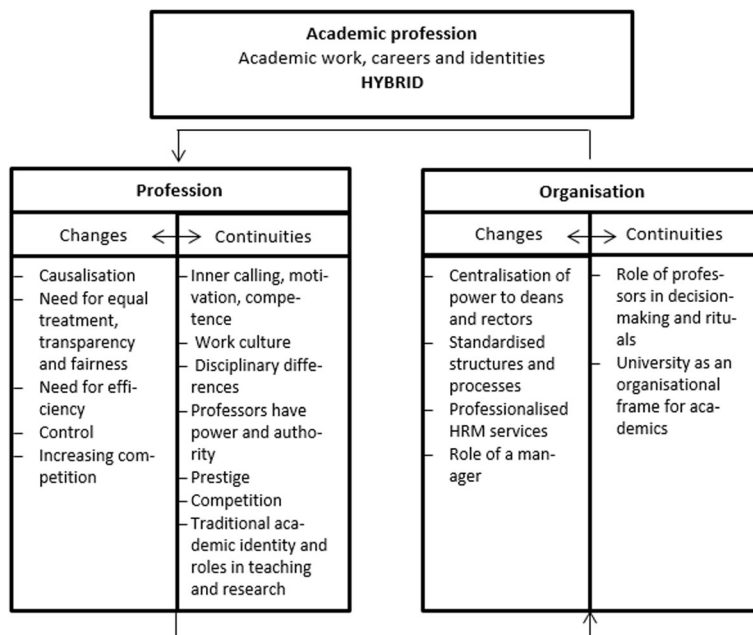 Academic profession
Academic work, careers and identities
HYBRID
Profession
Changes
Continuities
– Causalisation
– Need for equal
treatment,
transparency
and fairness
– Need for effi-
ciency
– Control
– Increasing com-
petition
– Inner calling, moti-
vation, compe-
tence
– Work culture
– Disciplinary diffe-
rences
– Professors have
power and autho-
rity
– Prestige
– Competition
– Traditional aca-
demic identity and
roles in teaching
and research
Organisation
Changes
Continuities
– Centralisation of
power to deans
and rectors
– Standardised
structures and
processes
– Professionalised
HRM services
– Role of a man-
ager
– Role of profes-
sors in decision-
making and ritu-
als
– University as an
organisational
frame for aca-
demics